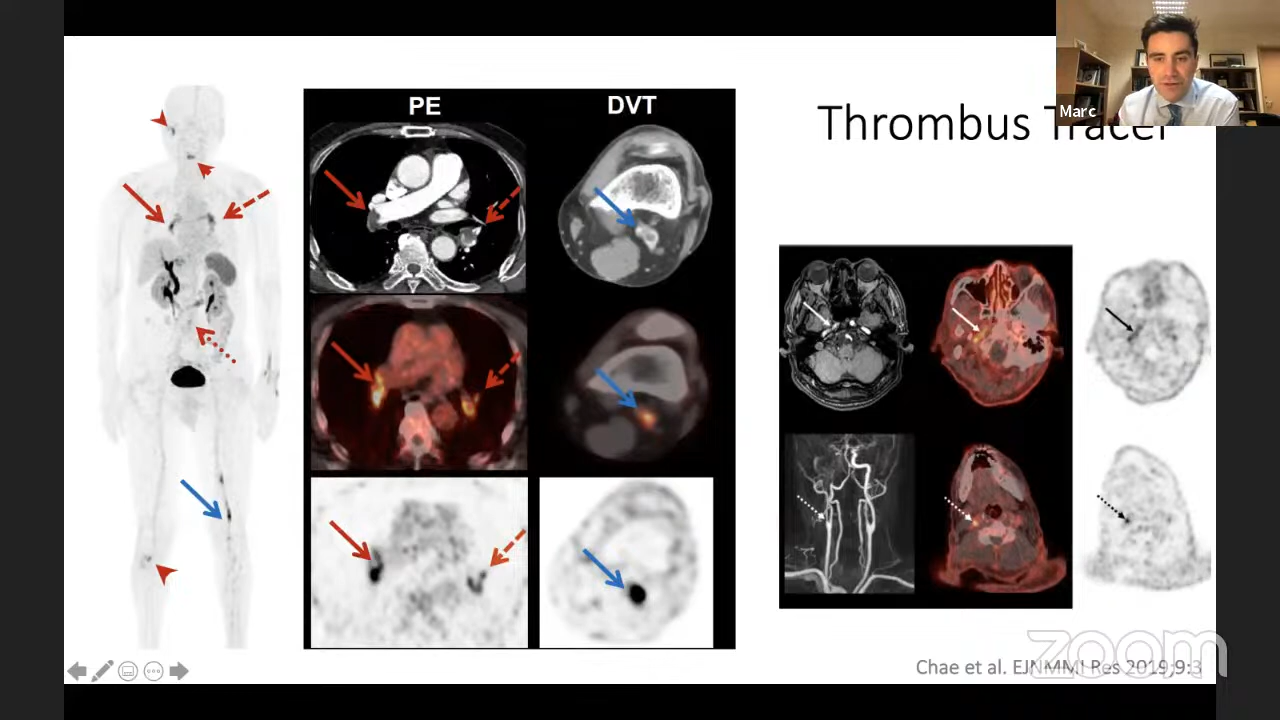 Marc
Thrombus Tracer
PE
DVT
Chae et al. EJNMMI Res 2019;9:3
zoom